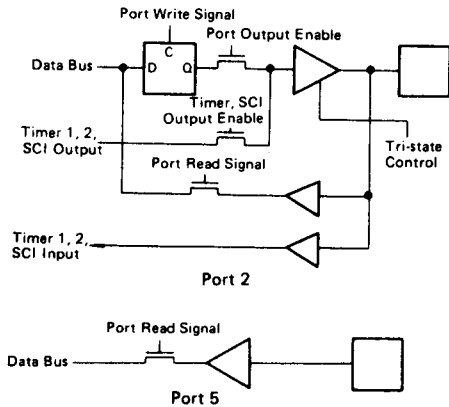 Port Write Signal
Port Output Enable
C
Data Bus
D
Q
Timer, SCI
Output Enable
Timer 1, 2,
SCI Output
Port Read Signal
Tri-state
Control
Timer 1, 2,
SCI Input
Port 2
Port Read Signal
Data Bus
Port 5